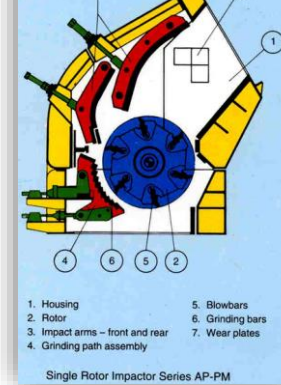 1
4
6
5
2
1. Housing
2. Rotor
3. Impact arms – front and rear
4. Grinding path assembly
5. Blowbars
6. Grinding bars
7. Wear plates
Single Rotor Impactor Series AP-PM